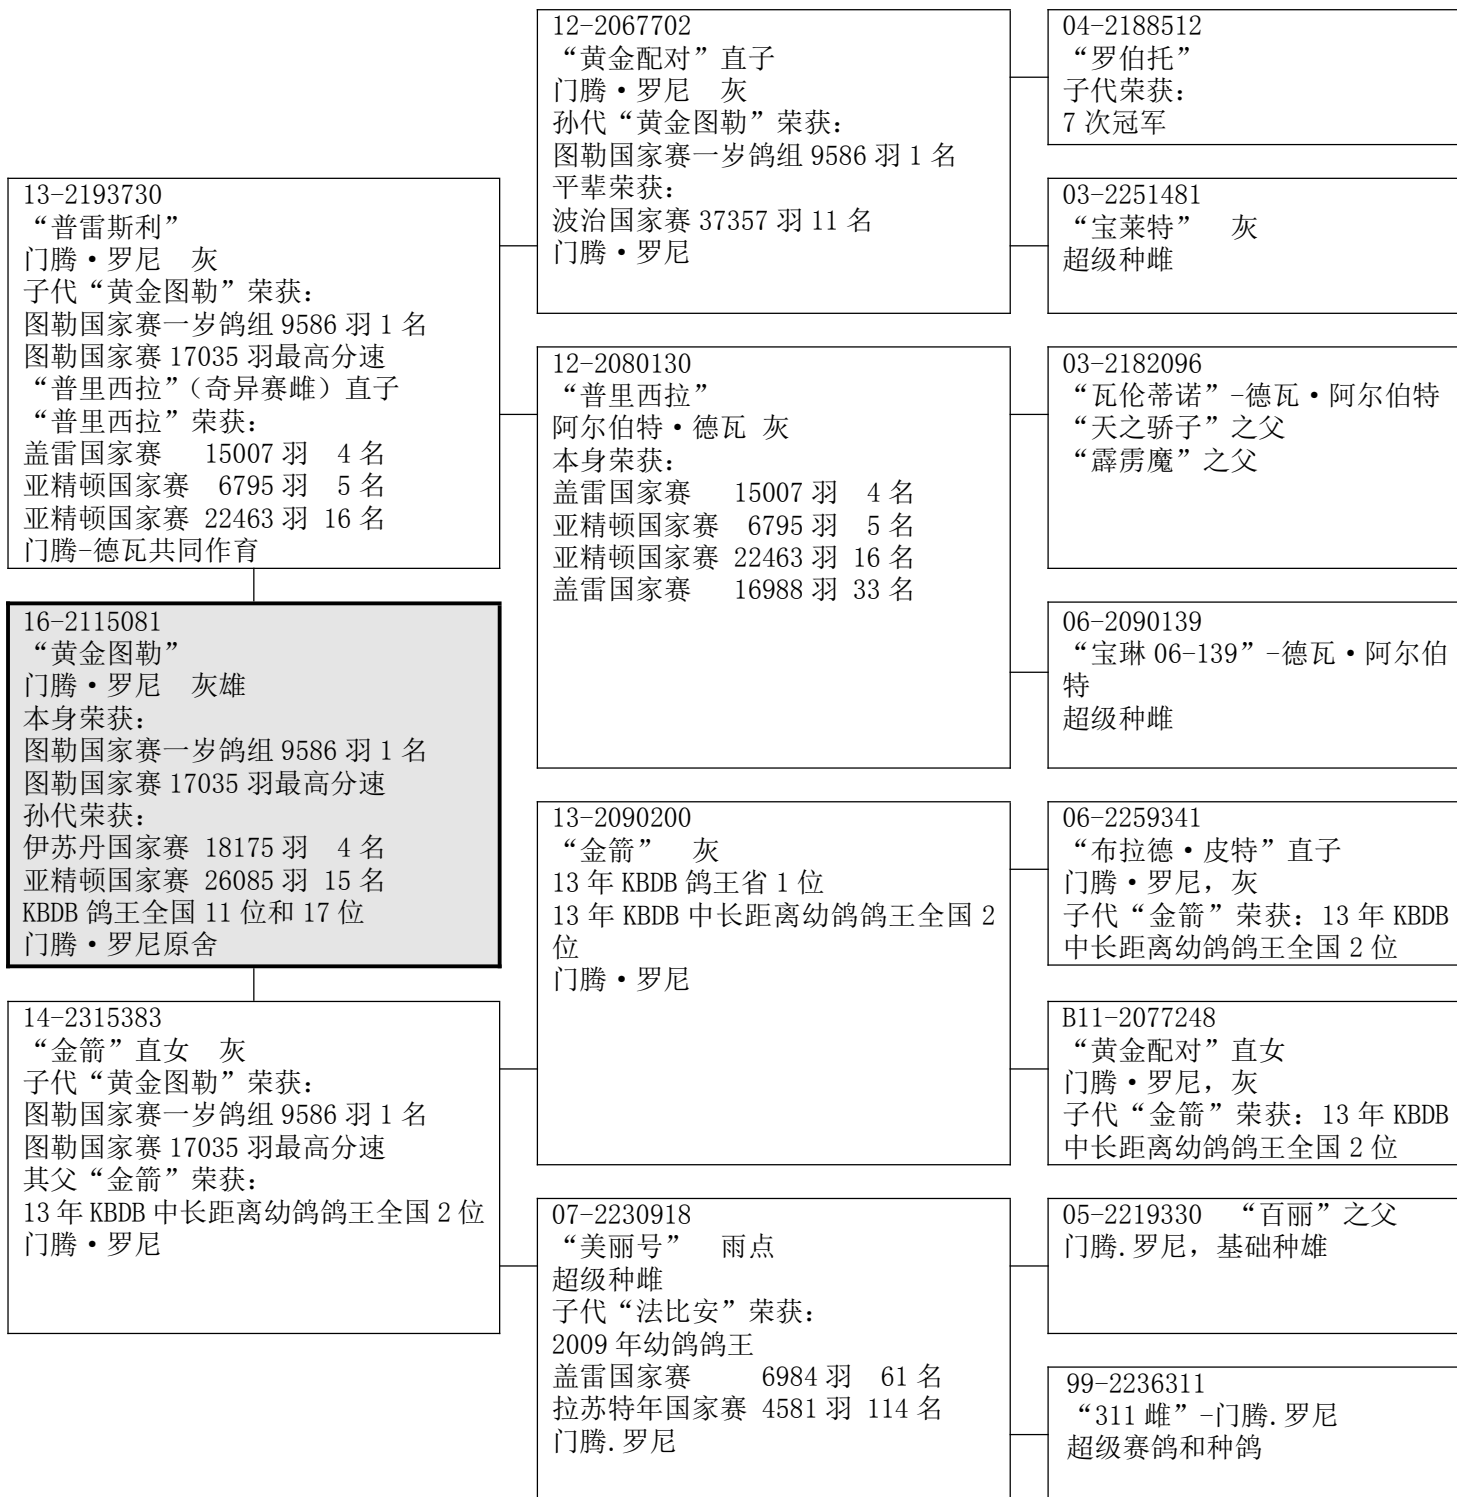 13-2193730
“普雷斯利”
门腾•罗尼 灰
子代“黄金图勒”荣获：
图勒国家赛一岁鸽组 9586 羽 1 名
图勒国家赛 17035 羽最高分速
“普里西拉”（奇异赛雌）直子
“普里西拉”荣获：
盖雷国家赛 15007 羽 4 名
亚精顿国家赛 6795 羽 5 名
亚精顿国家赛 22463 羽 16 名
门腾-德瓦共同作育
16-2115081
“黄金图勒”
门腾•罗尼 灰雄
本身荣获：
图勒国家赛一岁鸽组 9586 羽 1 名
图勒国家赛 17035 羽最高分速
孙代荣获：
伊苏丹国家赛 18175 羽 4 名
亚精顿国家赛 26085 羽 15 名
KBDB 鸽王全国 11 位和 17 位
门腾•罗尼原舍
14-2315383
“金箭”直女 灰
子代“黄金图勒”荣获：
图勒国家赛一岁鸽组 9586 羽 1 名
图勒国家赛 17035 羽最高分速
其父“金箭”荣获：
13 年 KBDB 中长距离幼鸽鸽王全国 2 位
门腾•罗尼
12-2067702
“黄金配对”直子
门腾•罗尼 灰
孙代“黄金图勒”荣获：
图勒国家赛一岁鸽组 9586 羽 1 名
平辈荣获：
波治国家赛 37357 羽 11 名
门腾•罗尼
12-2080130
“普里西拉”
阿尔伯特•德瓦 灰
本身荣获：
盖雷国家赛 15007 羽 4 名
亚精顿国家赛 6795 羽 5 名
亚精顿国家赛 22463 羽 16 名
盖雷国家赛 16988 羽 33 名
13-2090200
“金箭” 灰
13 年 KBDB 鸽王省 1 位
13 年 KBDB 中长距离幼鸽鸽王全国 2
位
门腾•罗尼
07-2230918
“美丽号” 雨点
超级种雌
子代“法比安”荣获：
2009 年幼鸽鸽王
盖雷国家赛 6984 羽 61 名
拉苏特年国家赛 4581 羽 114 名
门腾.罗尼
04-2188512
“罗伯托”
子代荣获：
7 次冠军
03-2251481
“宝莱特” 灰
超级种雌
03-2182096
“瓦伦蒂诺”-德瓦•阿尔伯特
“天之骄子”之父
“霹雳魔”之父
06-2090139
“宝琳 06-139”-德瓦•阿尔伯
特
超级种雌
06-2259341
“布拉德•皮特”直子
门腾•罗尼，灰
子代“金箭”荣获：13 年 KBDB
中长距离幼鸽鸽王全国 2 位
B11-2077248
“黄金配对”直女
门腾•罗尼，灰
子代“金箭”荣获：13 年 KBDB
中长距离幼鸽鸽王全国 2 位
05-2219330 “百丽”之父
门腾.罗尼，基础种雄
99-2236311
“311 雌”-门腾.罗尼
超级赛鸽和种鸽